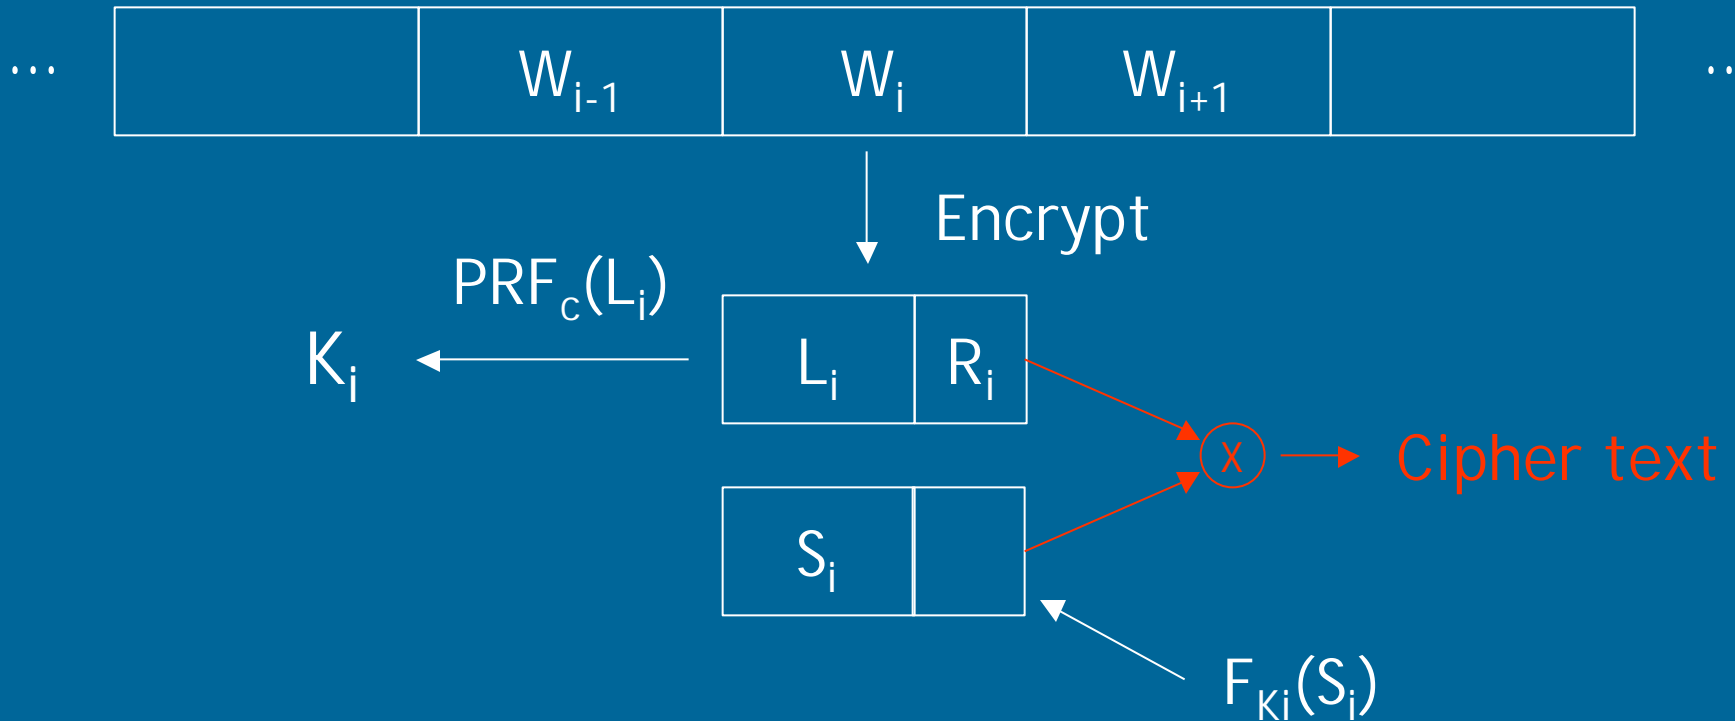 ... W_{i-1} W_i W_{i+1} ..
Encrypt
PRF_c(L_i)
K_i L_i R_i
X Cipher text
S_i
F_{Ki}(S_i)